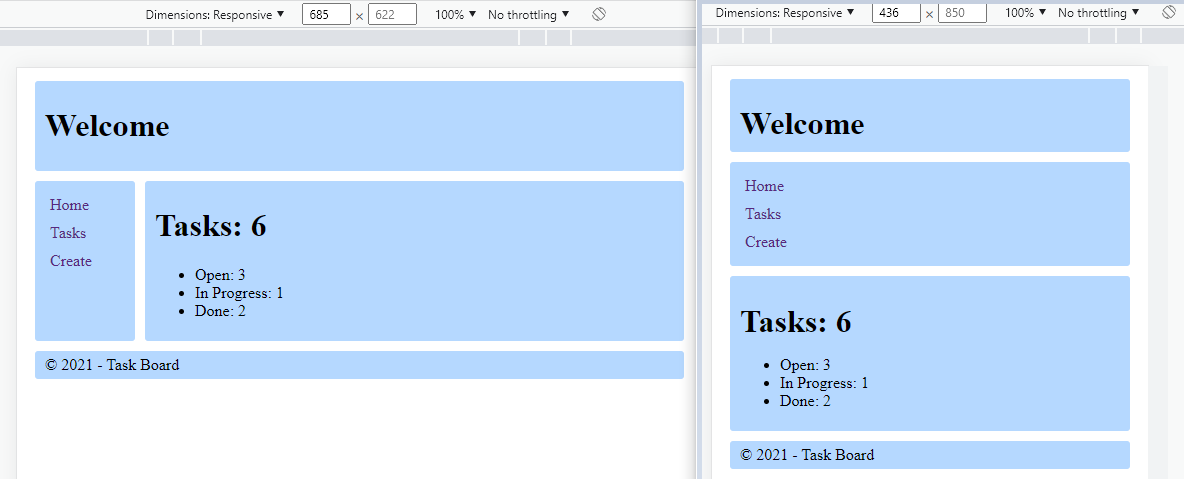 Dimensions: Responsive ▼ 685 × 622 100% ▼ No throttling ▼
Welcome
Home
Tasks
Create
Tasks: 6
• Open: 3
• In Progress: 1
• Done: 2
© 2021 - Task Board
Dimensions: Responsive ▼ 436 × 850 100% ▼ No throttling ▼
Welcome
Home
Tasks
Create
Tasks: 6
• Open: 3
• In Progress: 1
• Done: 2
© 2021 - Task Board